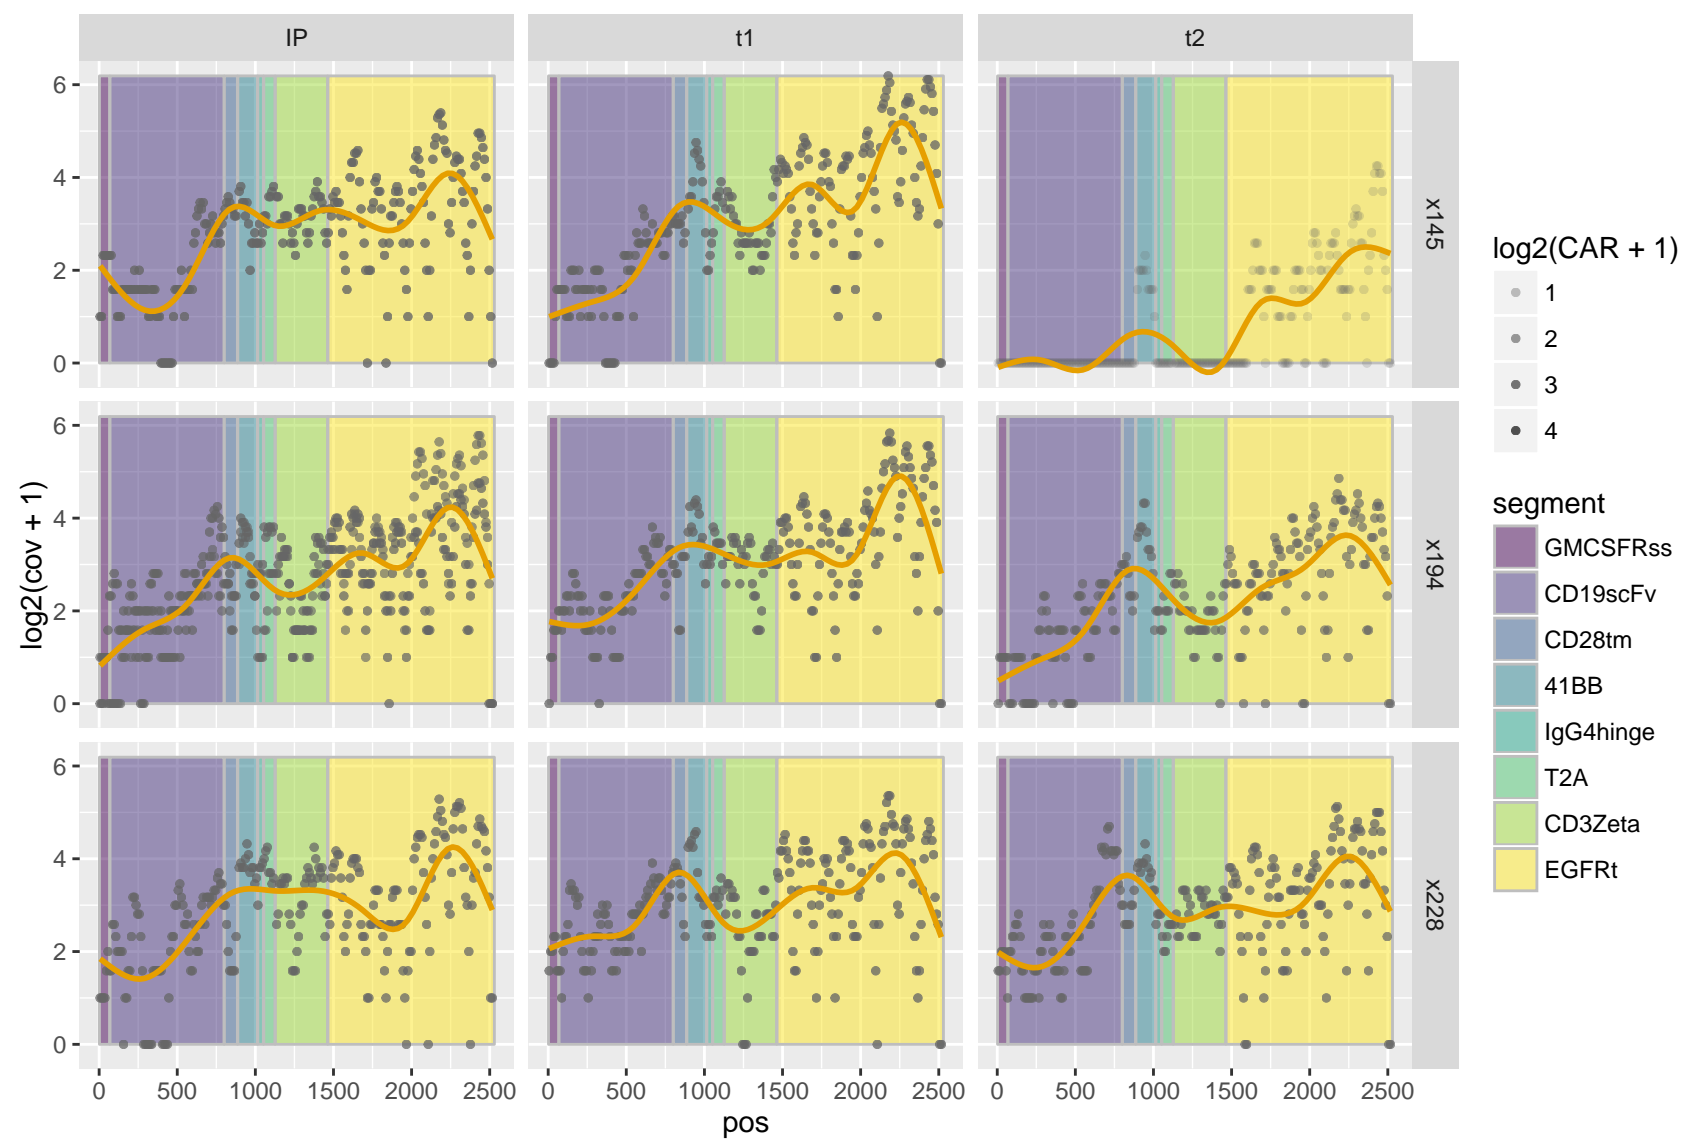 IP
t1
t2
6
4
2
0
x145
6
4
2
0
x194
6
4
2
0
x228
0 500 1000 1500 2000 2500
0 500 1000 1500 2000 2500
0 500 1000 1500 2000 2500
pos
log2(cov + 1)
log2(CAR + 1)
1
2
3
4
segment
GMCSFRss
CD19scFv
CD28tm
41BB
IgG4hinge
T2A
CD3Zeta
EGFRt